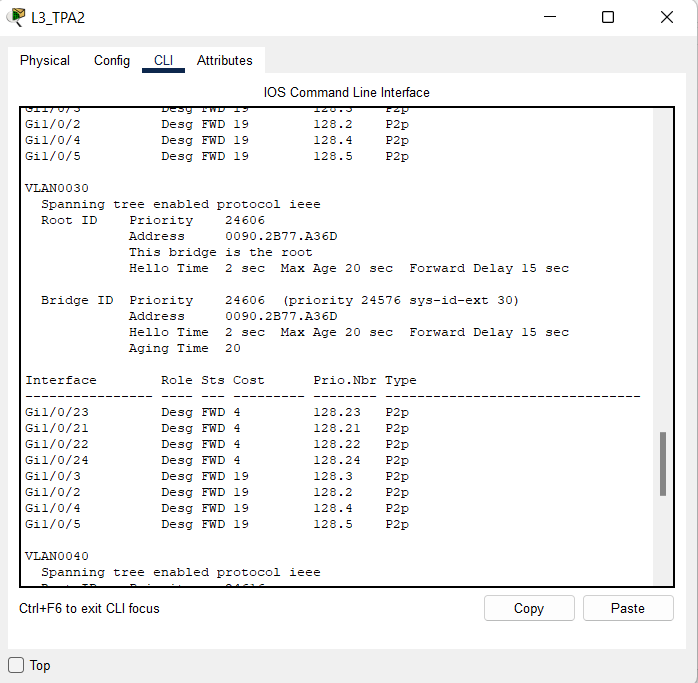 L3_TPA2
Physical Config CLI Attributes
IOS Command Line Interface
Gi1/0/3 Desg FWD 19 128.3 P2p
Gi1/0/2 Desg FWD 19 128.2 P2p
Gi1/0/4 Desg FWD 19 128.4 P2p
Gi1/0/5 Desg FWD 19 128.5 P2p
VLAN0030
Spanning tree enabled protocol ieee
Root ID Priority 24606
Address 0090.2B77.A36D
This bridge is the root
Hello Time 2 sec Max Age 20 sec Forward Delay 15 sec
Bridge ID Priority 24606 (priority 24576 sys-id-ext 30)
Address 0090.2B77.A36D
Hello Time 2 sec Max Age 20 sec Forward Delay 15 sec
Aging Time 20
Interface Role Sts Cost Prio.Nbr Type
---------------- ---- --- --------- -------- --------------------------------
Gi1/0/23 Desg FWD 4 128.23 P2p
Gi1/0/21 Desg FWD 4 128.21 P2p
Gi1/0/22 Desg FWD 4 128.22 P2p
Gi1/0/24 Desg FWD 4 128.24 P2p
Gi1/0/3 Desg FWD 19 128.3 P2p
Gi1/0/2 Desg FWD 19 128.2 P2p
Gi1/0/4 Desg FWD 19 128.4 P2p
Gi1/0/5 Desg FWD 19 128.5 P2p
VLAN0040
Spanning tree enabled protocol ieee
Root ID Priority
Ctrl+F6 to exit CLI focus
Copy Paste
Top